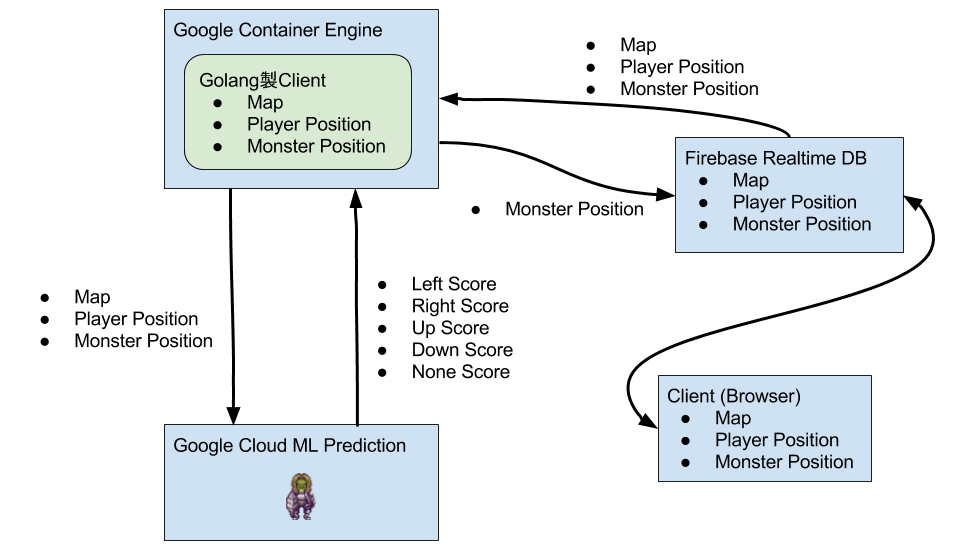 Google Container Engine
Golang製Client
● Map
● Player Position
● Monster Position
● Map
● Player Position
● Monster Position
Firebase Realtime DB
● Map
● Player Position
● Monster Position
● Monster Position
● Map
● Player Position
● Monster Position
● Left Score
● Right Score
● Up Score
● Down Score
● None Score
Google Cloud ML Prediction
Client (Browser)
● Map
● Player Position
● Monster Position